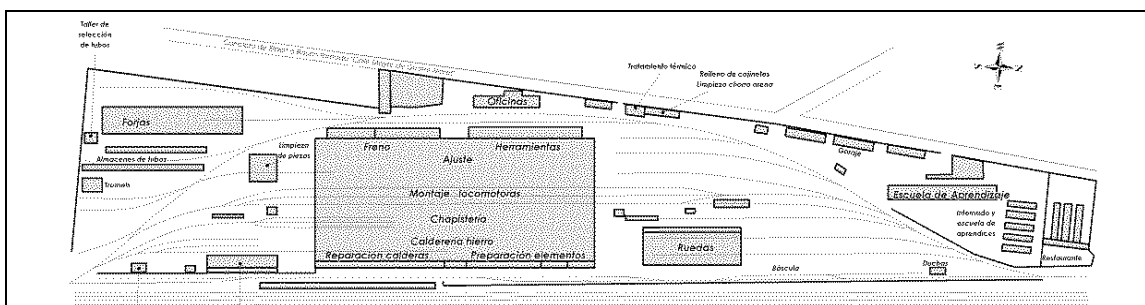 Taller de
selección
de tubos
Tratamiento térmico
Relleno de cojinetes
Limpieza chorro arena
Oficinas
Forjas
Limpieza
de piezas
Freno
Herramientas
Ajuste
Garaje
Almacenes de tubos
Montaje locomotoras
Escuela de Aprendizaje
Internado y
escuela de
aprendices
Chapistería
Calderería hierro
Ruedas
Reparación calderas
Preparación elementos
Báscula
Duchas
Restaurante